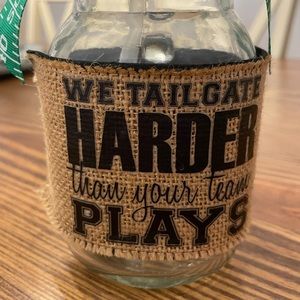 WE TAILGATE
HARDER
than your team
PLAYS